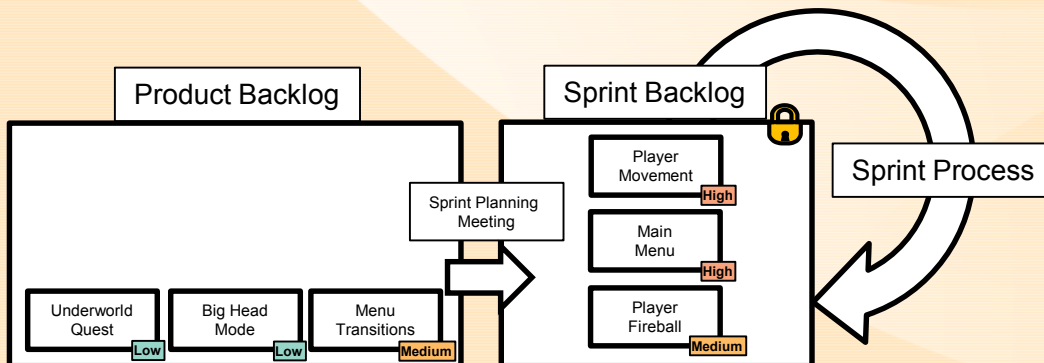 Product Backlog
Sprint Backlog
Player
Movement
High
Sprint Process
Sprint Planning
Meeting
Main
Menu
High
Underworld
Quest
Low
Big Head
Mode
Low
Menu
Transitions
Medium
Player
Fireball
Medium